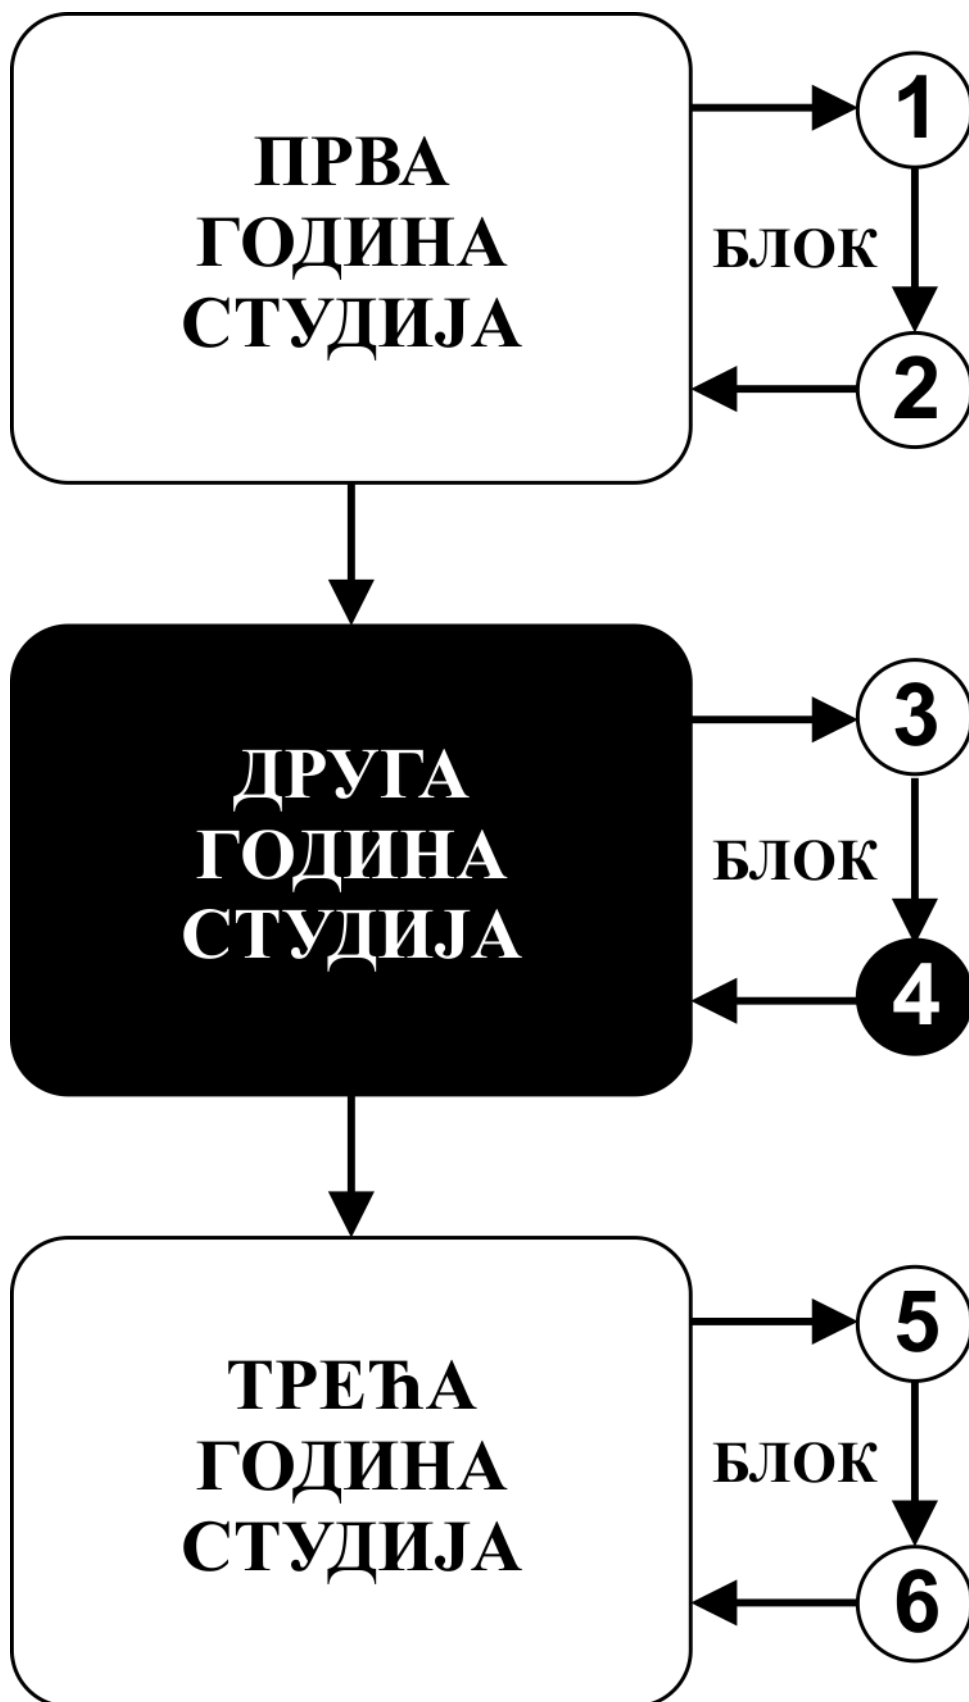 ПРВА
ГОДИНА
СТУДИЈА
1
БЛОК
2
ДРУГА
ГОДИНА
СТУДИЈА
3
БЛОК
4
ТРЕЋА
ГОДИНА
СТУДИЈА
5
БЛОК
6